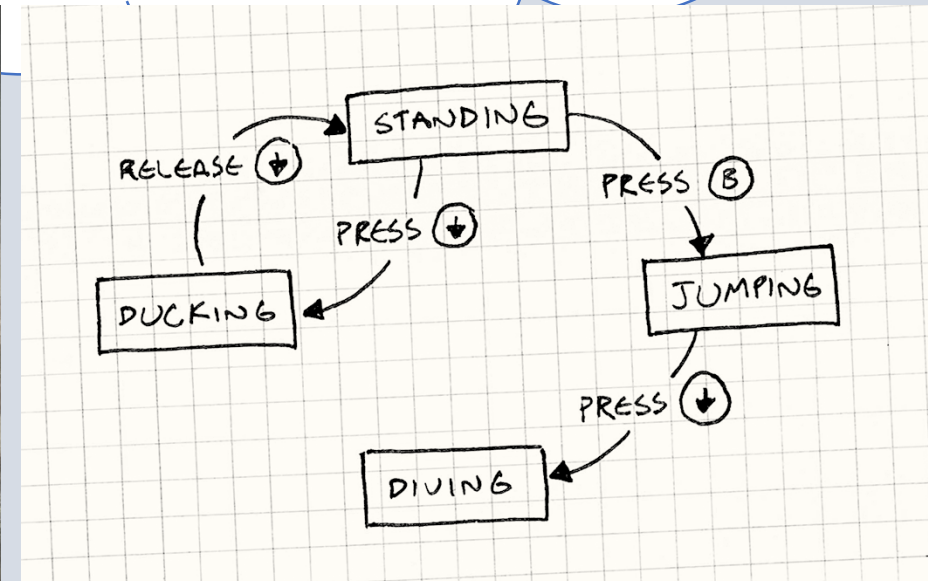 STANDING
RELEASE ↓
PRESS B
PRESS ↓
DUCKING
JUMPING
PRESS ↓
DIVING